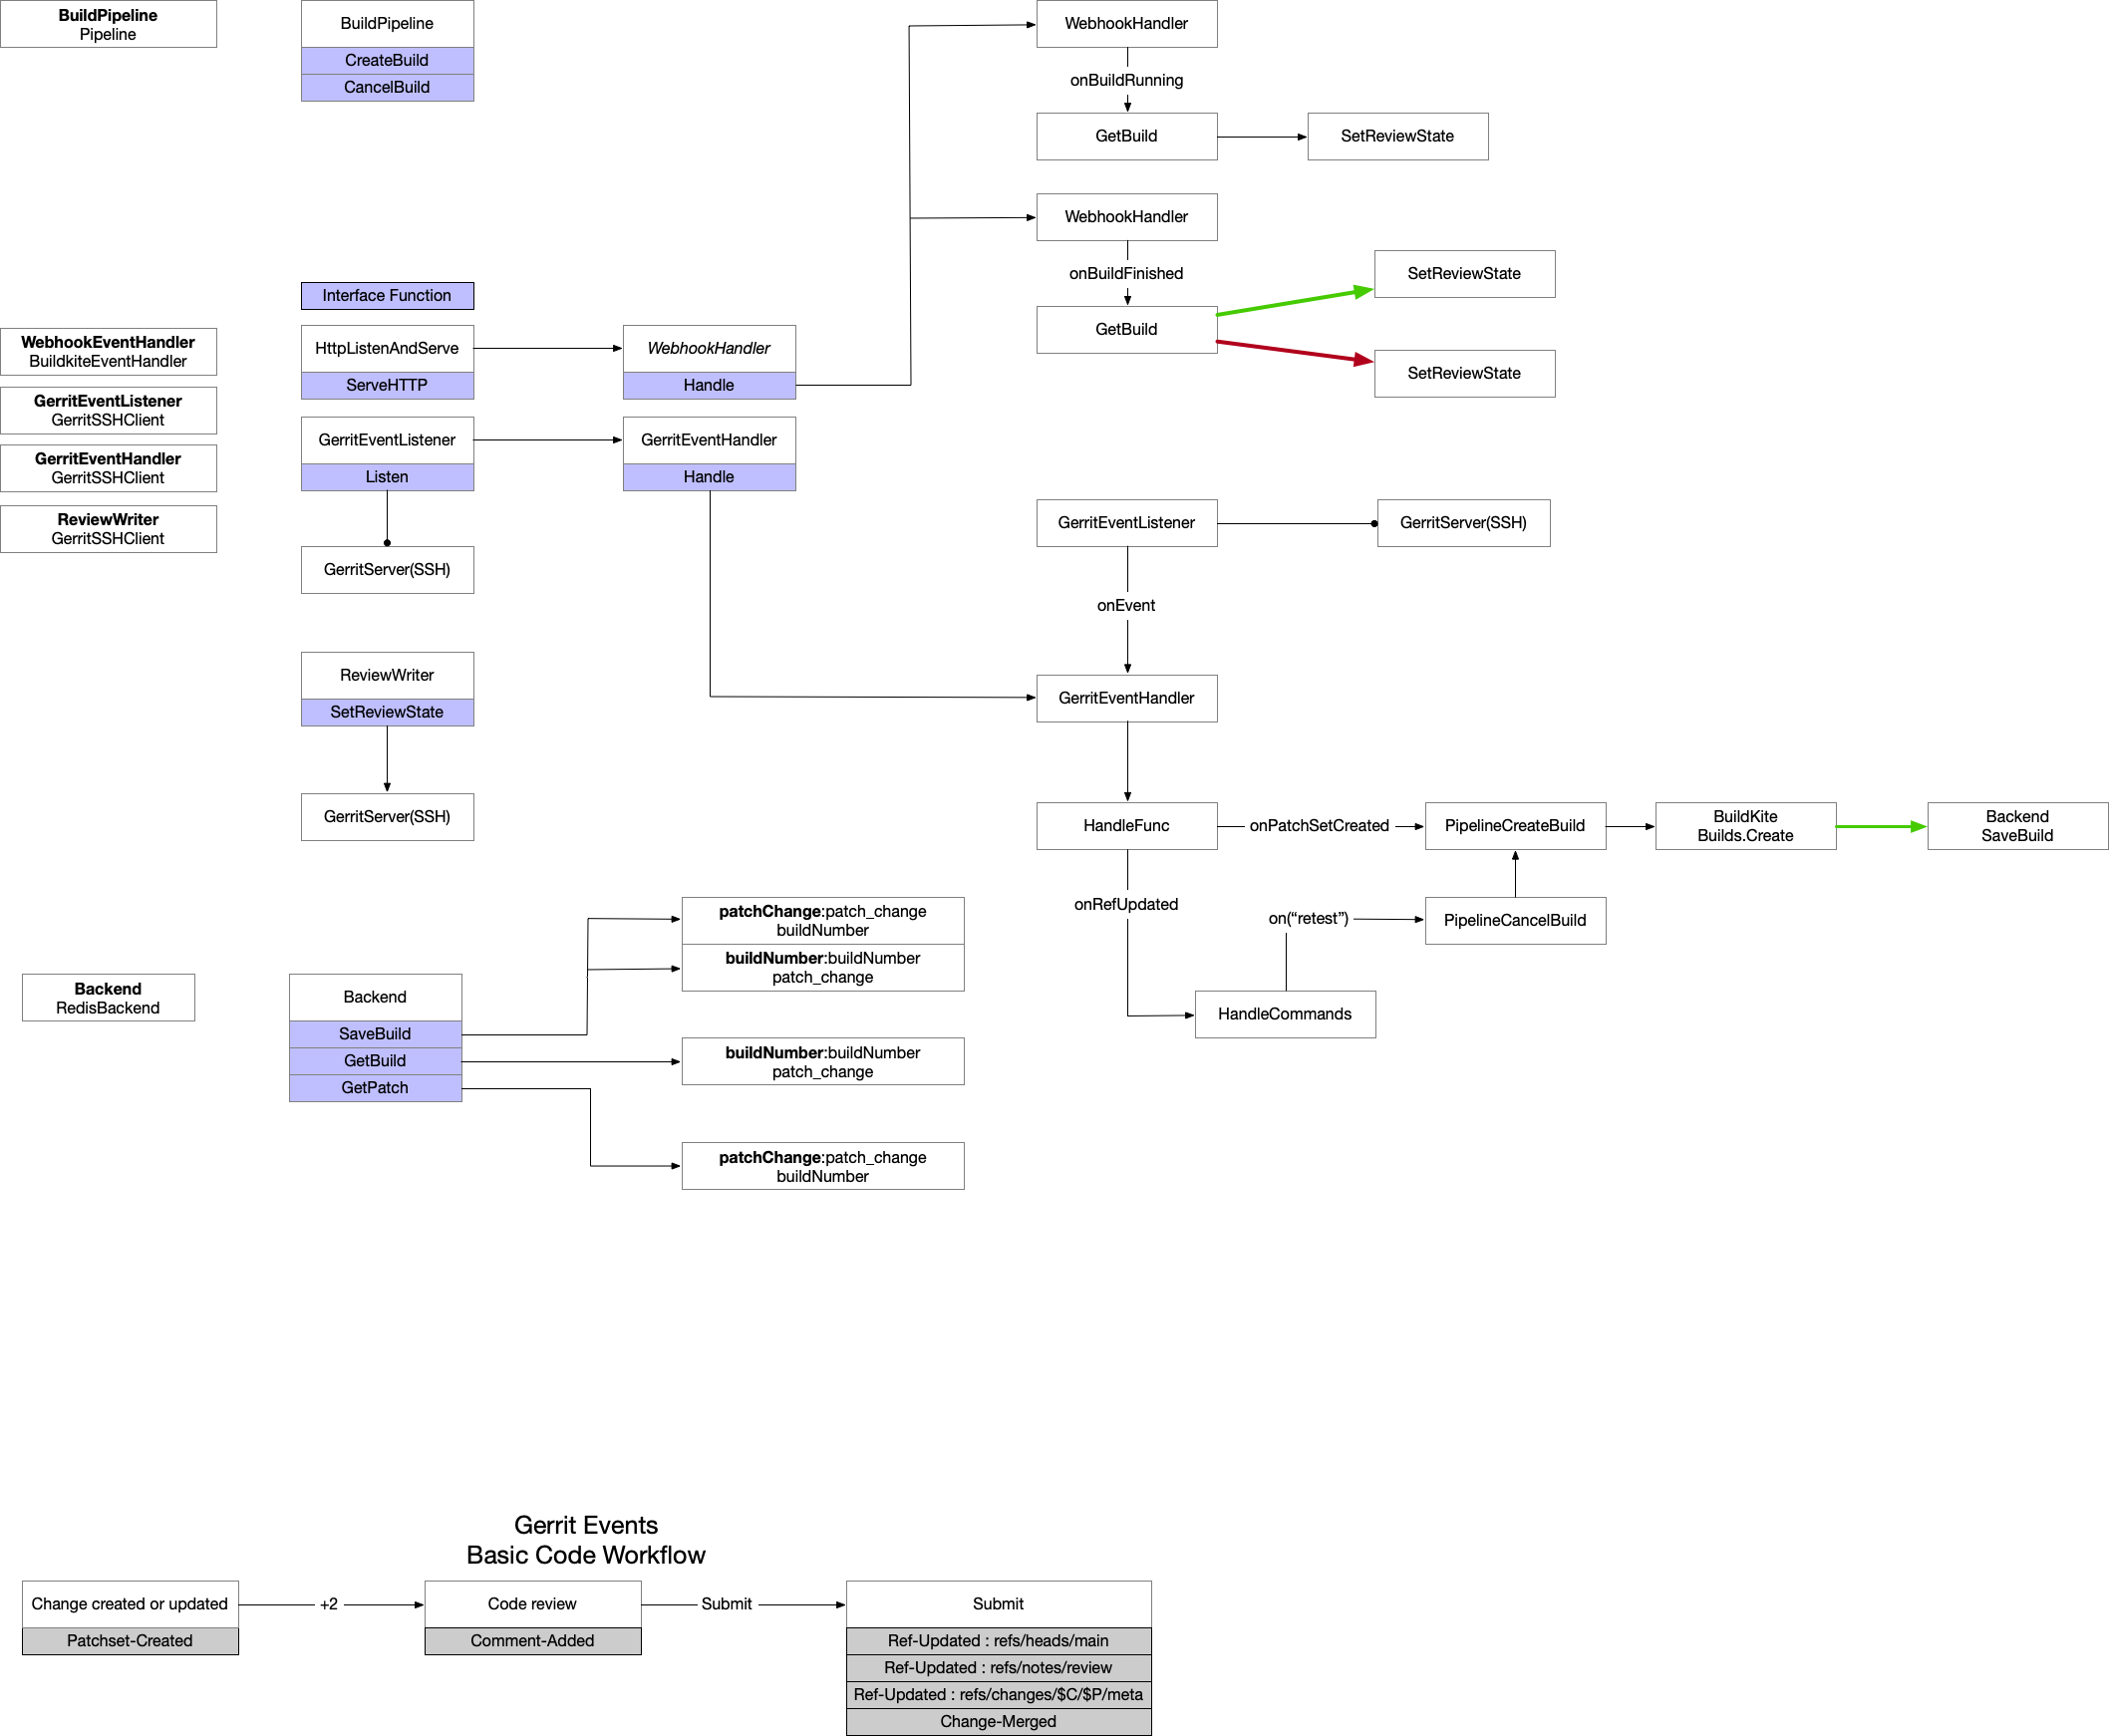 BuildPipeline
Pipeline
BuildPipeline
CreateBuild
CancelBuild
WebhookHandler
onBuildRunning
GetBuild
SetReviewState
WebhookHandler
onBuildFinished
GetBuild
SetReviewState
SetReviewState
Interface Function
WebhookEventHandler
BuildkiteEventHandler
HttpListenAndServe
ServeHTTP
WebhookHandler
Handle
GerritEventListener
GerritSSHClient
GerritEventListener
Listen
GerritEventHandler
Handle
GerritEventHandler
GerritSSHClient
ReviewWriter
GerritSSHClient
GerritServer(SSH)
GerritEventListener
GerritServer(SSH)
onEvent
GerritEventHandler
ReviewWriter
SetReviewState
GerritServer(SSH)
HandleFunc
onPatchSetCreated
PipelineCreateBuild
BuildKite
Builds.Create
Backend
SaveBuild
onRefUpdated
on(“retest”)
PipelineCancelBuild
HandleCommands
patchChange:patch_change
buildNumber
buildNumber:buildNumber
patch_change
Backend
RedisBackend
Backend
SaveBuild
GetBuild
GetPatch
buildNumber:buildNumber
patch_change
patchChange:patch_change
buildNumber
Gerrit Events
Basic Code Workflow
Change created or updated
Patchset-Created
+2
Code review
Comment-Added
Submit
Submit
Ref-Updated : refs/heads/main
Ref-Updated : refs/notes/review
Ref-Updated : refs/changes/$C/$P/meta
Change-Merged